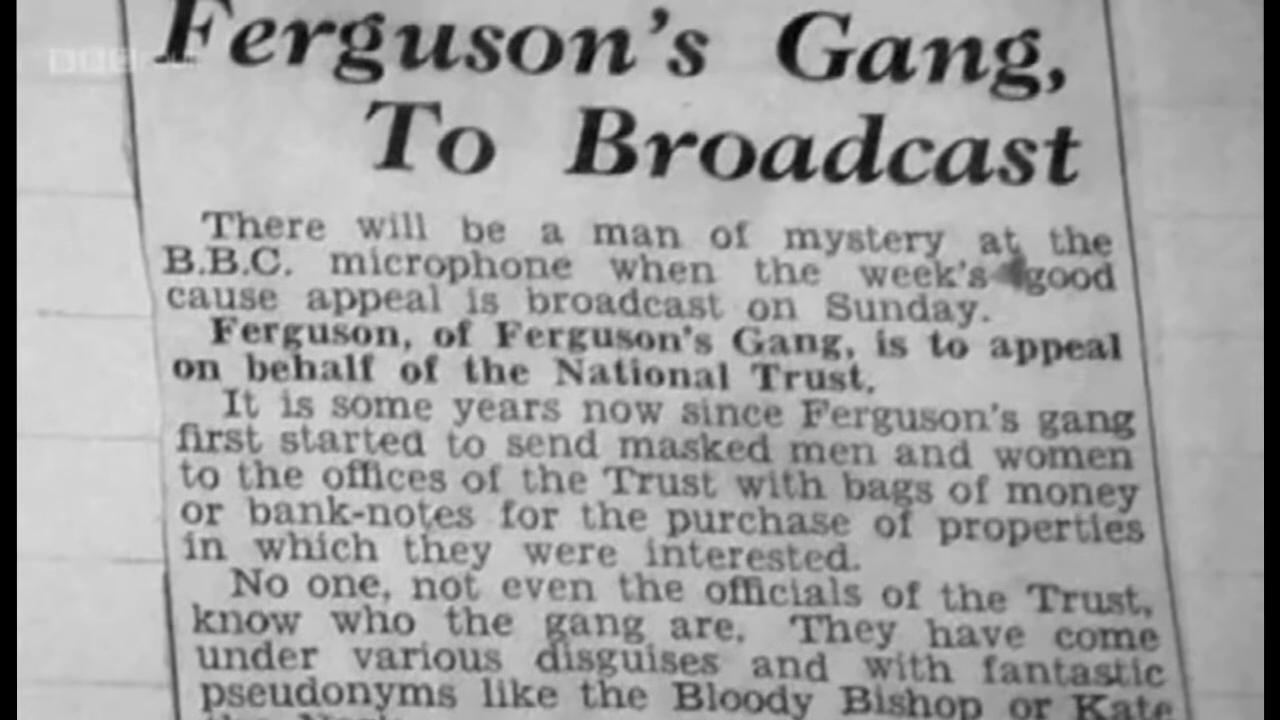 BBC
Ferguson's Gang,
To Broadcast
There will be a man of mystery at the
B.B.C. microphone when the week's good
cause appeal is broadcast on Sunday.
Ferguson, of Ferguson's Gang, is to appeal
on behalf of the National Trust.
It is some years now since Ferguson's gang
first started to send masked men and women
to the offices of the Trust with bags of money
or bank-notes for the purchase of properties
in which they were interested.
No one, not even the officials of the Trust,
know who the gang are. They have come
under various disguises and with fantastic
pseudonyms like the Bloody Bishop or Kate